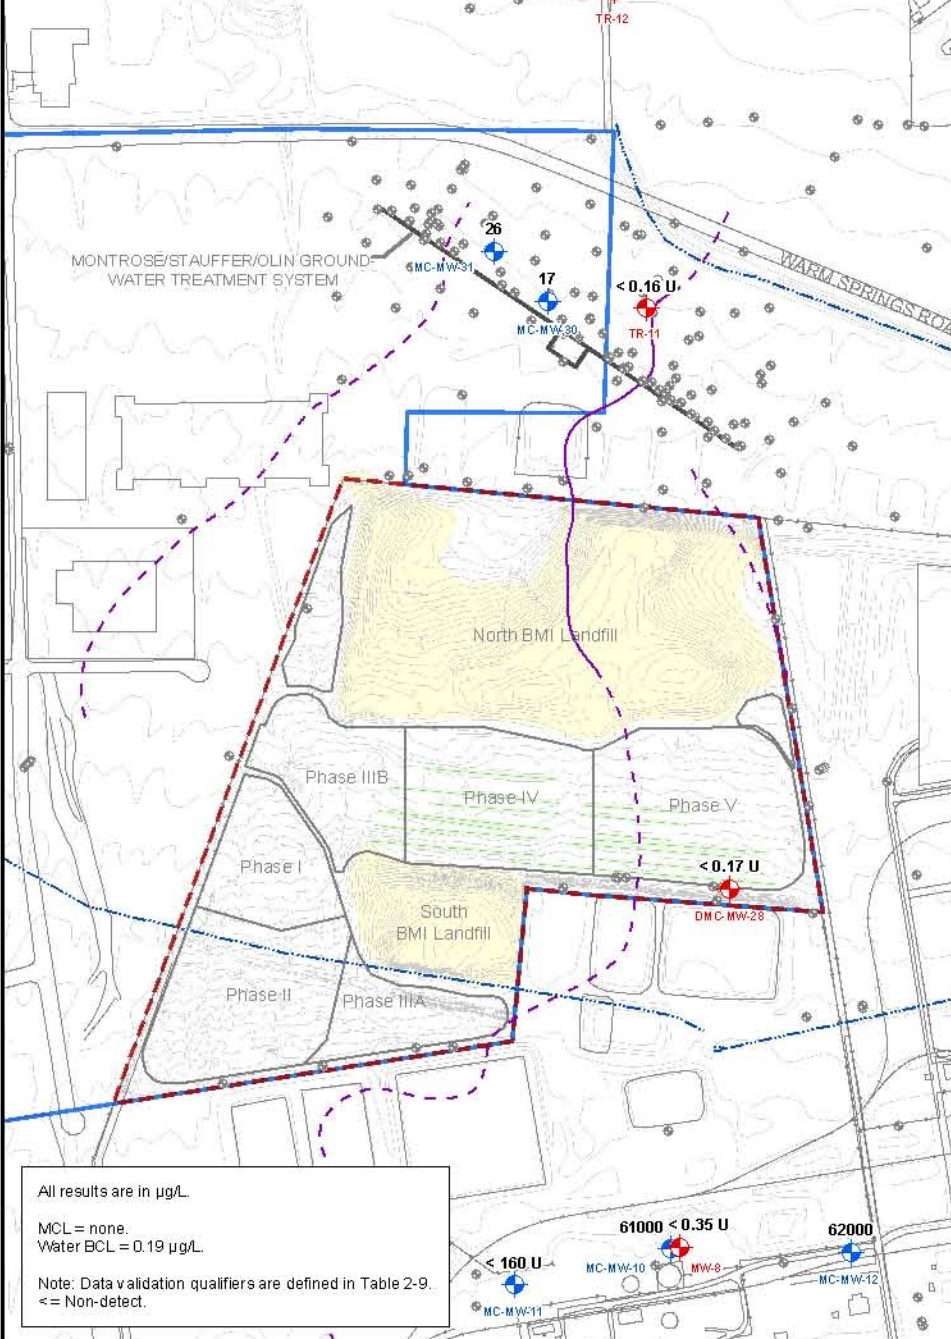 TR-12
26
MONTROSE/STAUFFER/OLIN GROUND-
WATER TREATMENT SYSTEM
MC-MW-31
WARM SPRINGS ROA
17
< 0.16 U
MC-MW-30
TR-11
North BMI Landfill
Phase IIIB
Phase IV
Phase V
Phase I
< 0.17 U
South
BMI Landfill
DMC-MW-28
Phase II
Phase IIIA
All results are in µg/L.
MCL = none.
Water BCL = 0.19 µg/L.
Note: Data validation qualifiers are defined in Table 2-9.
< = Non-detect.
61000 < 0.35 U
62000
< 160 U
MC-MW-10
MW-8
MC-MW-12
MC-MW-11